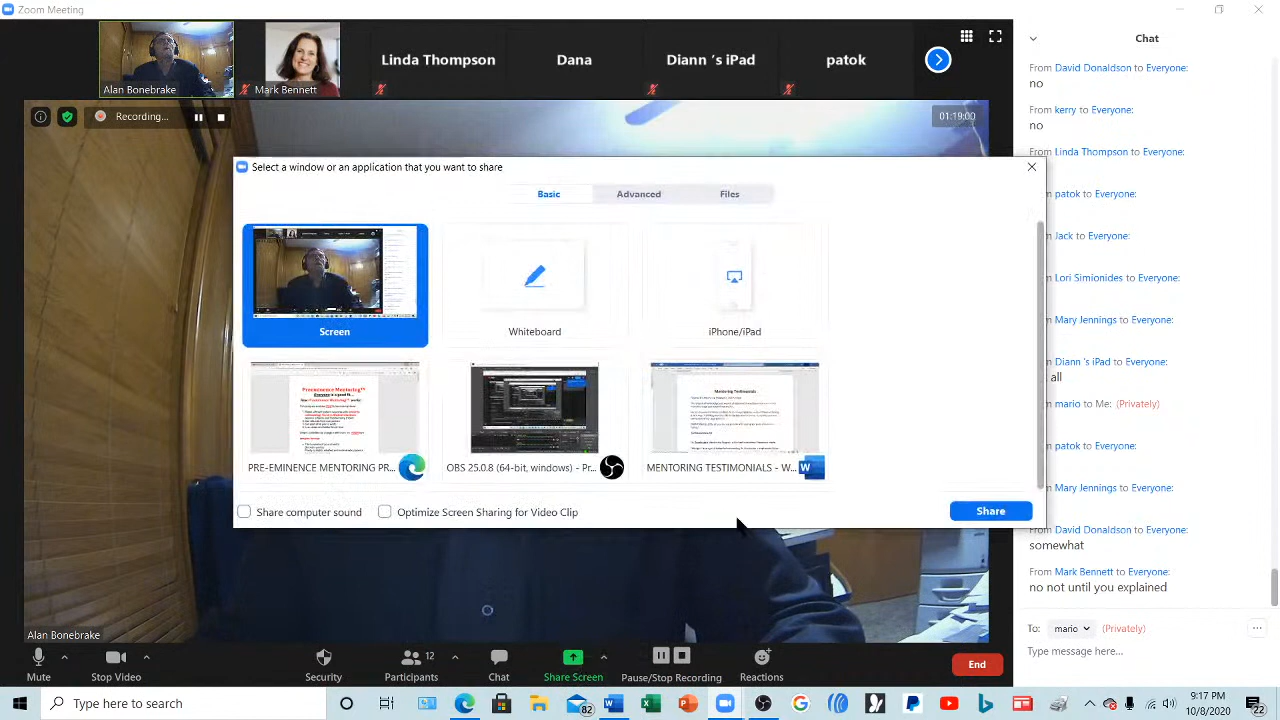 Zoom Meeting
Alan Bonebrake
Mark Bennett
Linda Thompson
Dana
Diann 's iPad
patok
Recording...
01:19:00
Select a window or an application that you want to share
Basic
Advanced
Files
Screen
Whiteboard
iPhone/iPad
Preeminence Mentoring™
Mentoring Testimonials
PRE-EMINENCE MENTORING PR...
OBS 25.0.8 (64-bit, windows) - Pr...
MENTORING TESTIMONIALS - W...
Share computer sound
Optimize Screen Sharing for Video Clip
Share
Alan Bonebrake
Chat
From David Donaldson to Everyone:
no
From kerry to Everyone:
no
From Linda Thompson to Everyone:
patok to Everyone:
Jack to Everyone:
Lori Simonides to Everyone:
Mary Jennings to Everyone:
Diann 's iPad to Everyone:
all
mario to Me: (Privately)
patok to Everyone:
Mary Jennings to Everyone:
From David Donaldson to Everyone:
somewhat
From Mark Bennett to Everyone:
no not until you explained
To: mario (Privately)
Type message here...
Mute
Stop Video
Security
12
Participants
Chat
Share Screen
Pause/Stop Recording
Reactions
End
Type here to search
82
9:17 PM
10/8/2020
22